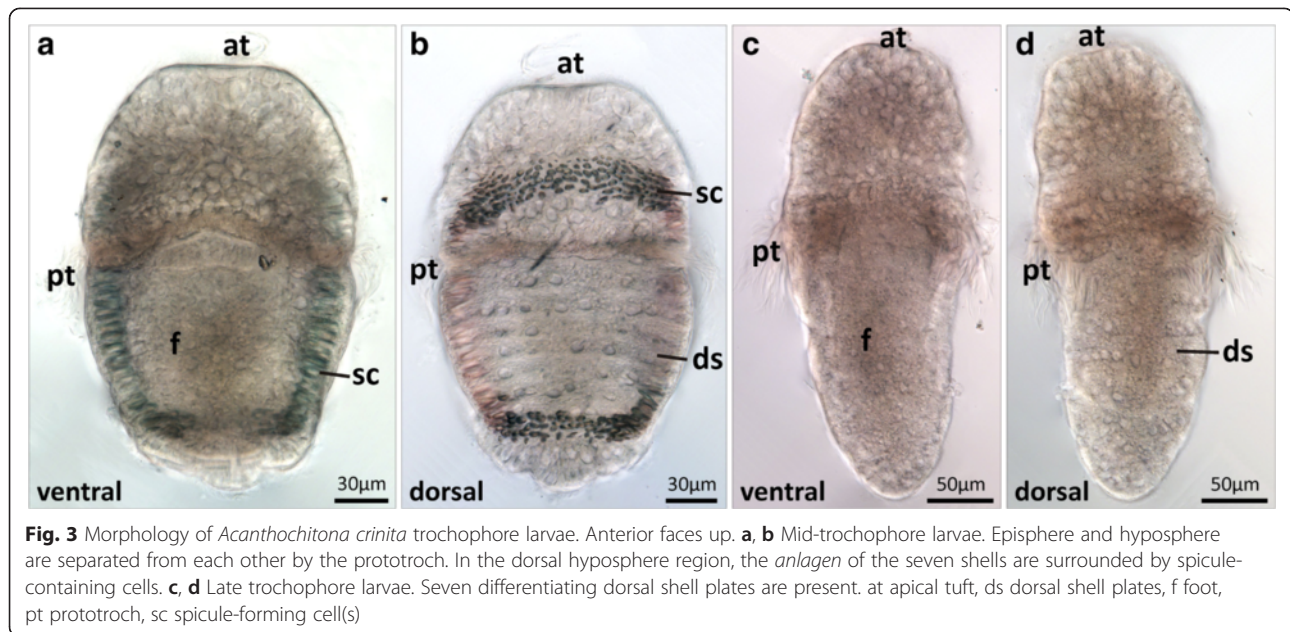 a
at
pt
f
sc
ventral
30µm
b
at
sc
pt
ds
dorsal
30µm
c
at
pt
f
ventral
50µm
d
at
pt
ds
dorsal
50µm
Fig. 3 Morphology of Acanthochitona crinita trochophore larvae. Anterior faces up. a, b Mid-trochophore larvae. Episphere and hyposphere
are separated from each other by the prototroch. In the dorsal hyposphere region, the anlagen of the seven shells are surrounded by spicule-
containing cells. c, d Late trochophore larvae. Seven differentiating dorsal shell plates are present. at apical tuft, ds dorsal shell plates, f foot,
pt prototroch, sc spicule-forming cell(s)